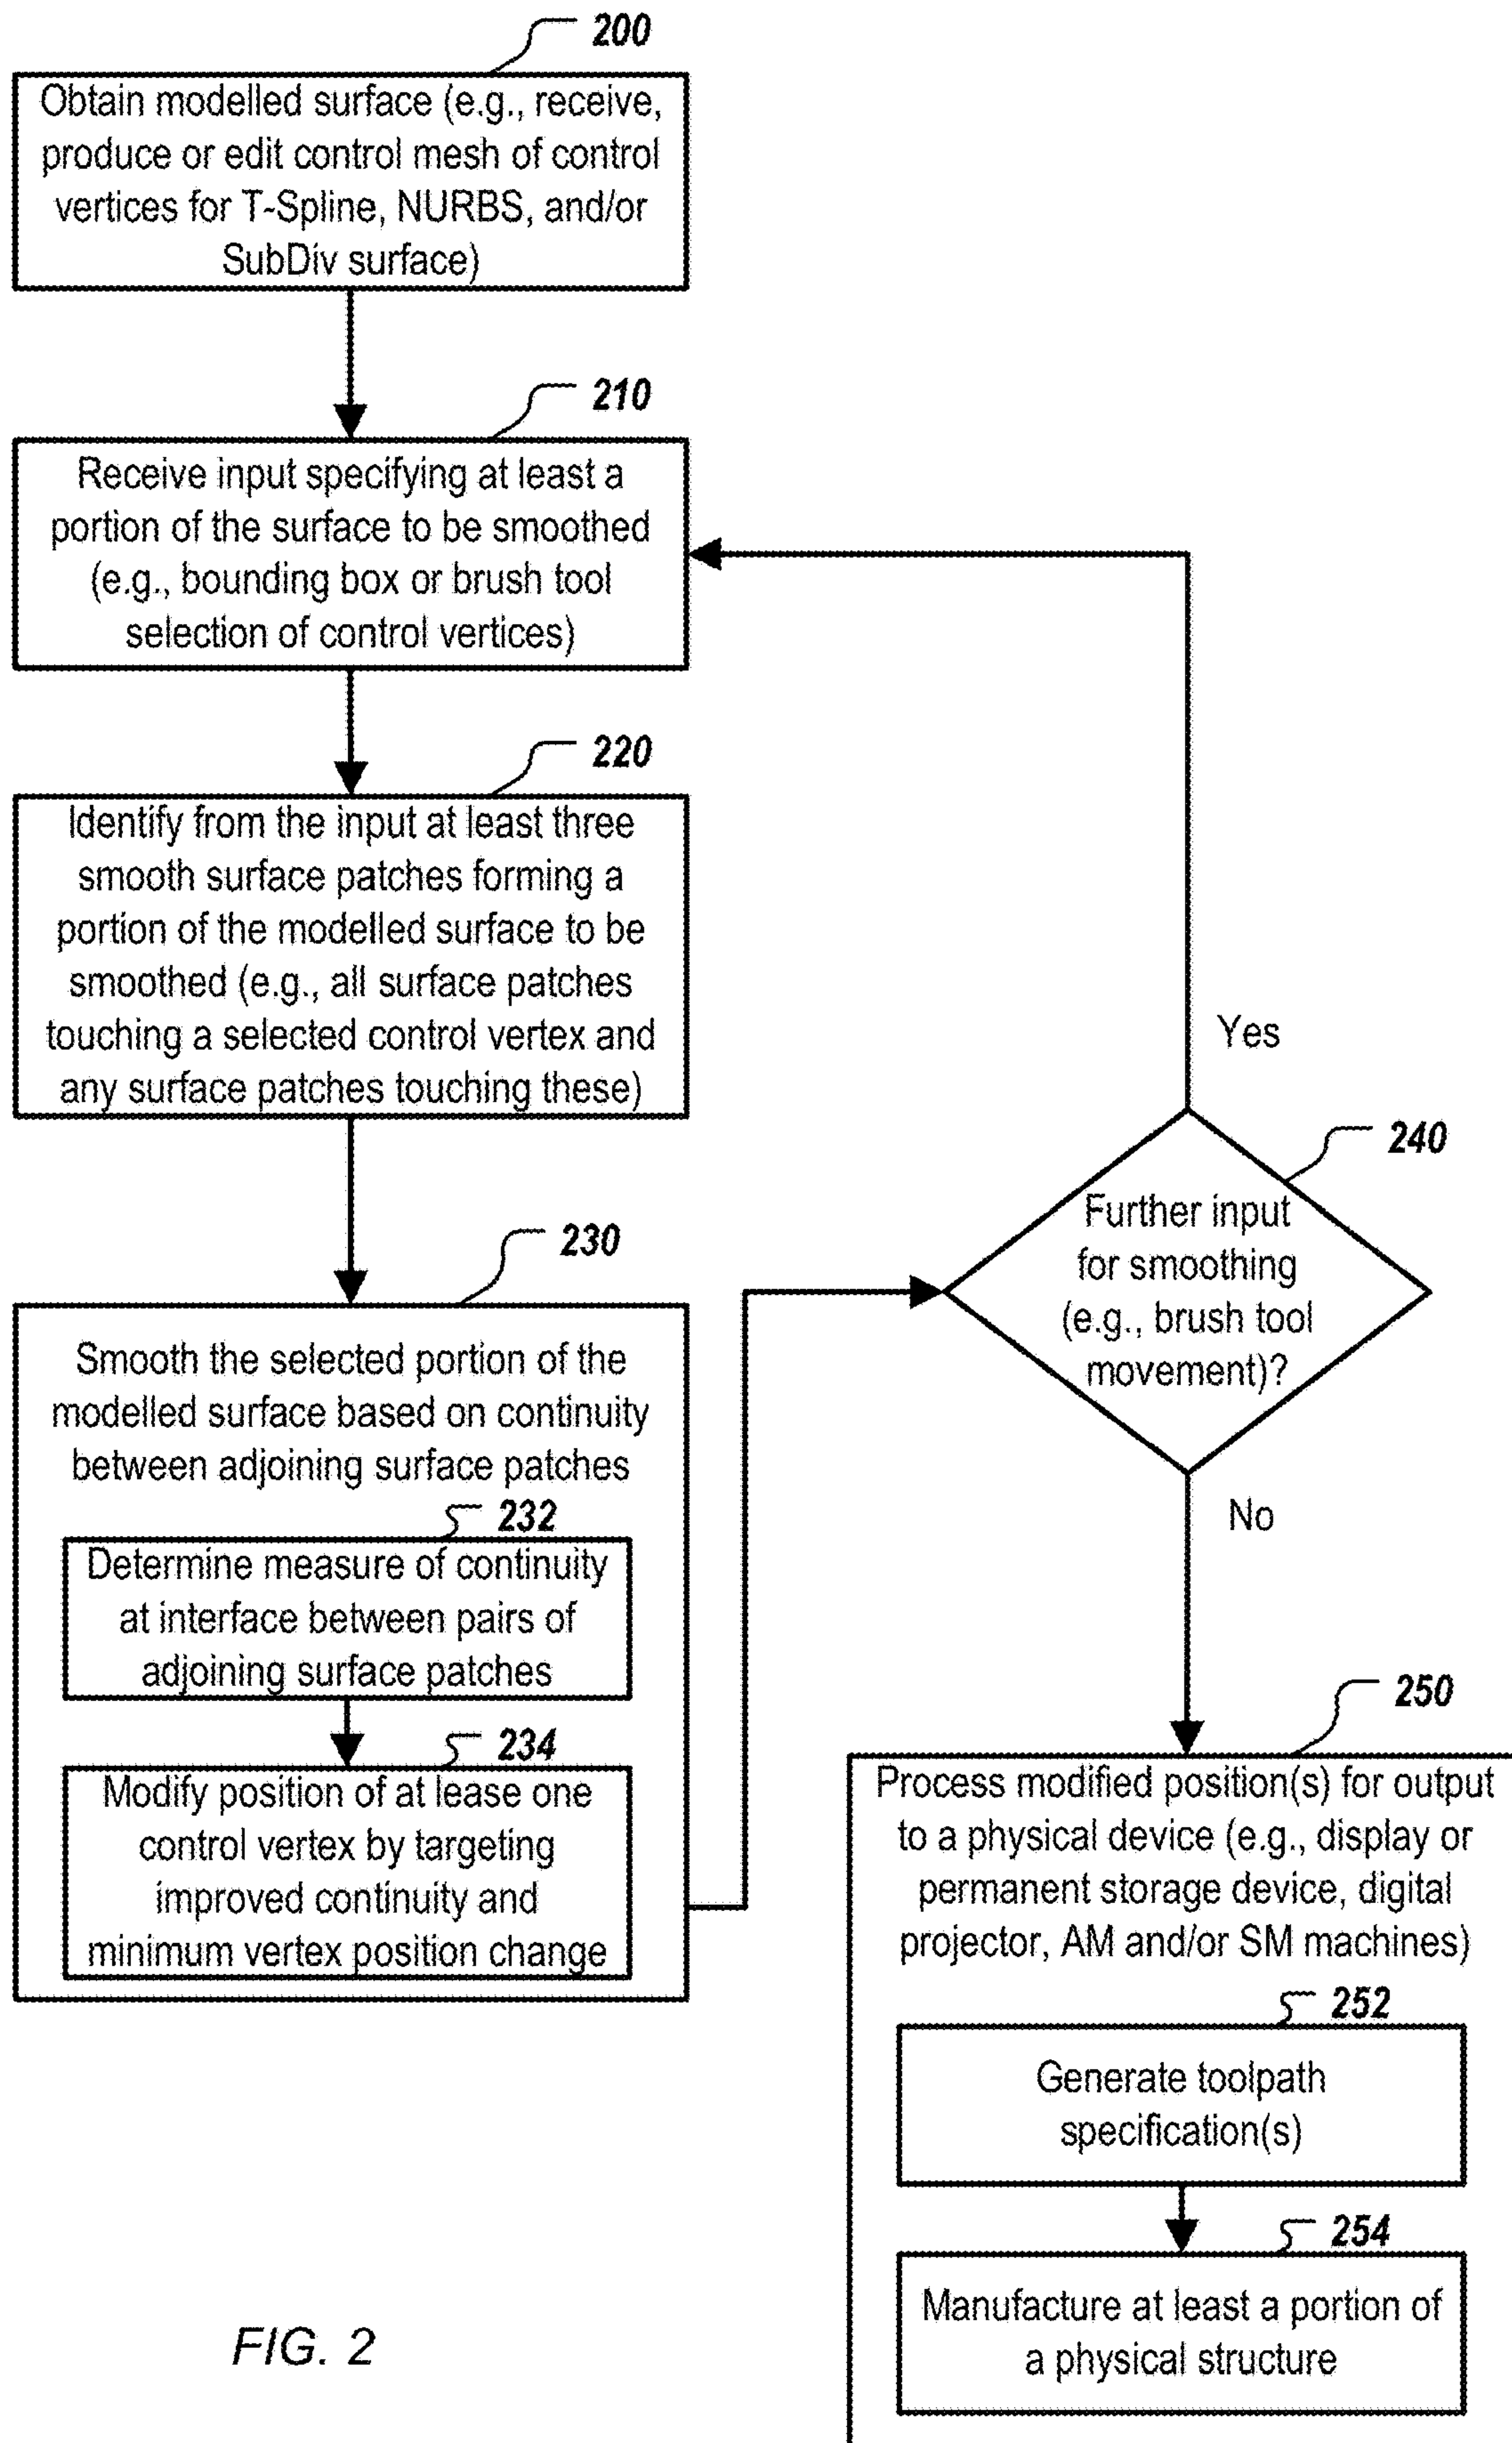 200
Obtain modelled surface (e.g., receive,
produce or edit control mesh of control
vertices for T-Spline, NURBS, and/or
SubDiv surface)
210
Receive input specifying at least a
portion of the surface to be smoothed
(e.g., bounding box or brush tool
selection of control vertices)
220
Identify from the input at least three
smooth surface patches forming a
portion of the modelled surface to be
smoothed (e.g., all surface patches
touching a selected control vertex and
any surface patches touching these)
230
Smooth the selected portion of the
modelled surface based on continuity
between adjoining surface patches
232
Determine measure of continuity
at interface between pairs of
adjoining surface patches
234
Modify position of at lease one
control vertex by targeting
improved continuity and
minimum vertex position change
240
Further input
for smoothing
(e.g., brush tool
movement)?
Yes
No
250
Process modified position(s) for output
to a physical device (e.g., display or
permanent storage device, digital
projector, AM and/or SM machines)
252
Generate toolpath
specification(s)
254
Manufacture at least a portion of
a physical structure
FIG. 2